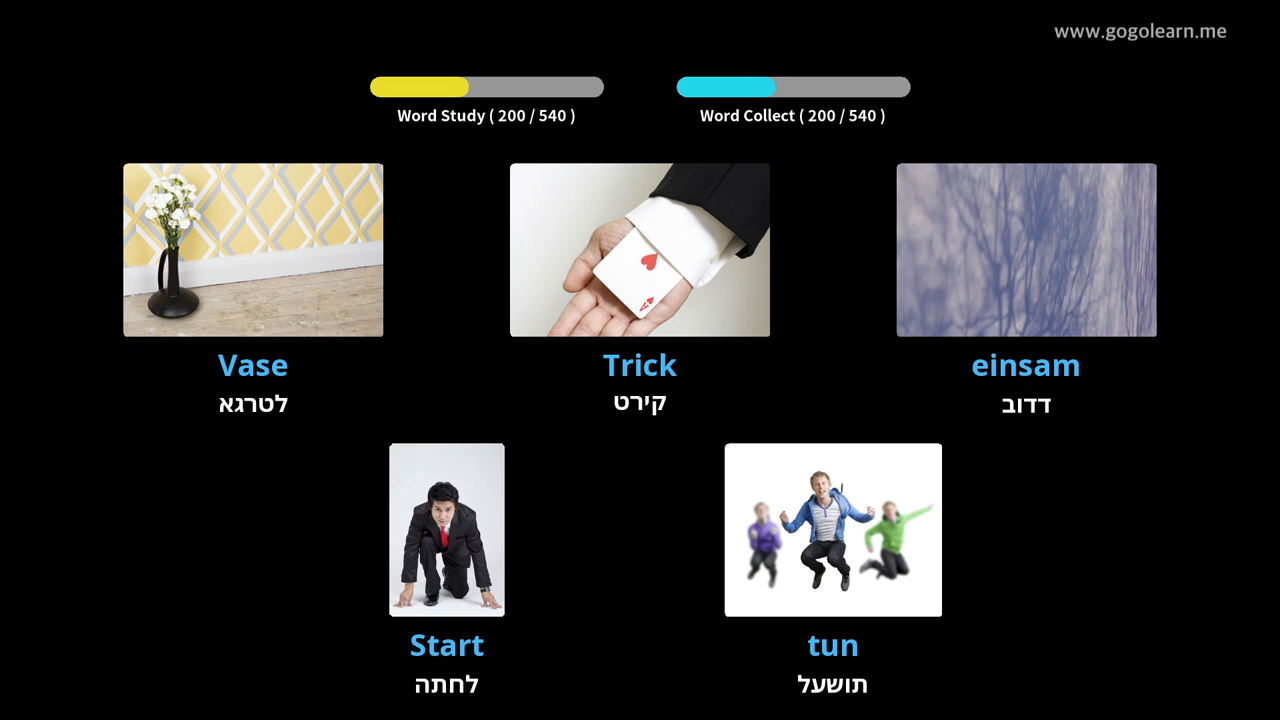 www.gogolearn.me
Word Study ( 200 / 540 )
Word Collect ( 200 / 540 )
Vase
לטרגא
Trick
קירט
einsam
דדוב
Start
לחתה
tun
תושעל